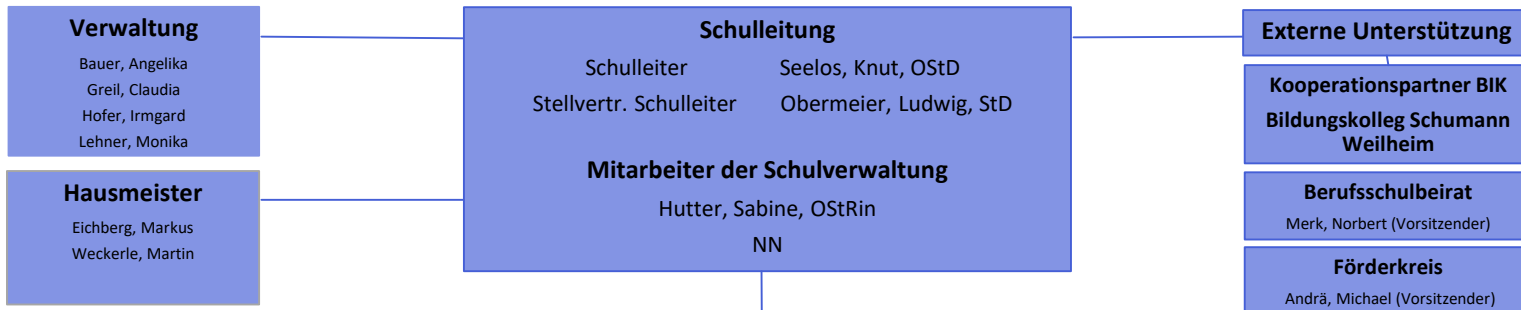 Verwaltung
Bauer, Angelika
Greil, Claudia
Hofer, Irmgard
Lehner, Monika
Hausmeister
Eichberg, Markus
Weckerle, Martin
Schulleitung
Schulleiter Seelos, Knut, OStD
Stellvertr. Schulleiter Obermeier, Ludwig, StD
Mitarbeiter der Schulverwaltung
Hutter, Sabine, OStRin
NN
Externe Unterstützung
Kooperationspartner BIK
Bildungskolleg Schumann
Weilheim
Berufsschulbeirat
Merk, Norbert (Vorsitzender)
Förderkreis
Andrä, Michael (Vorsitzender)